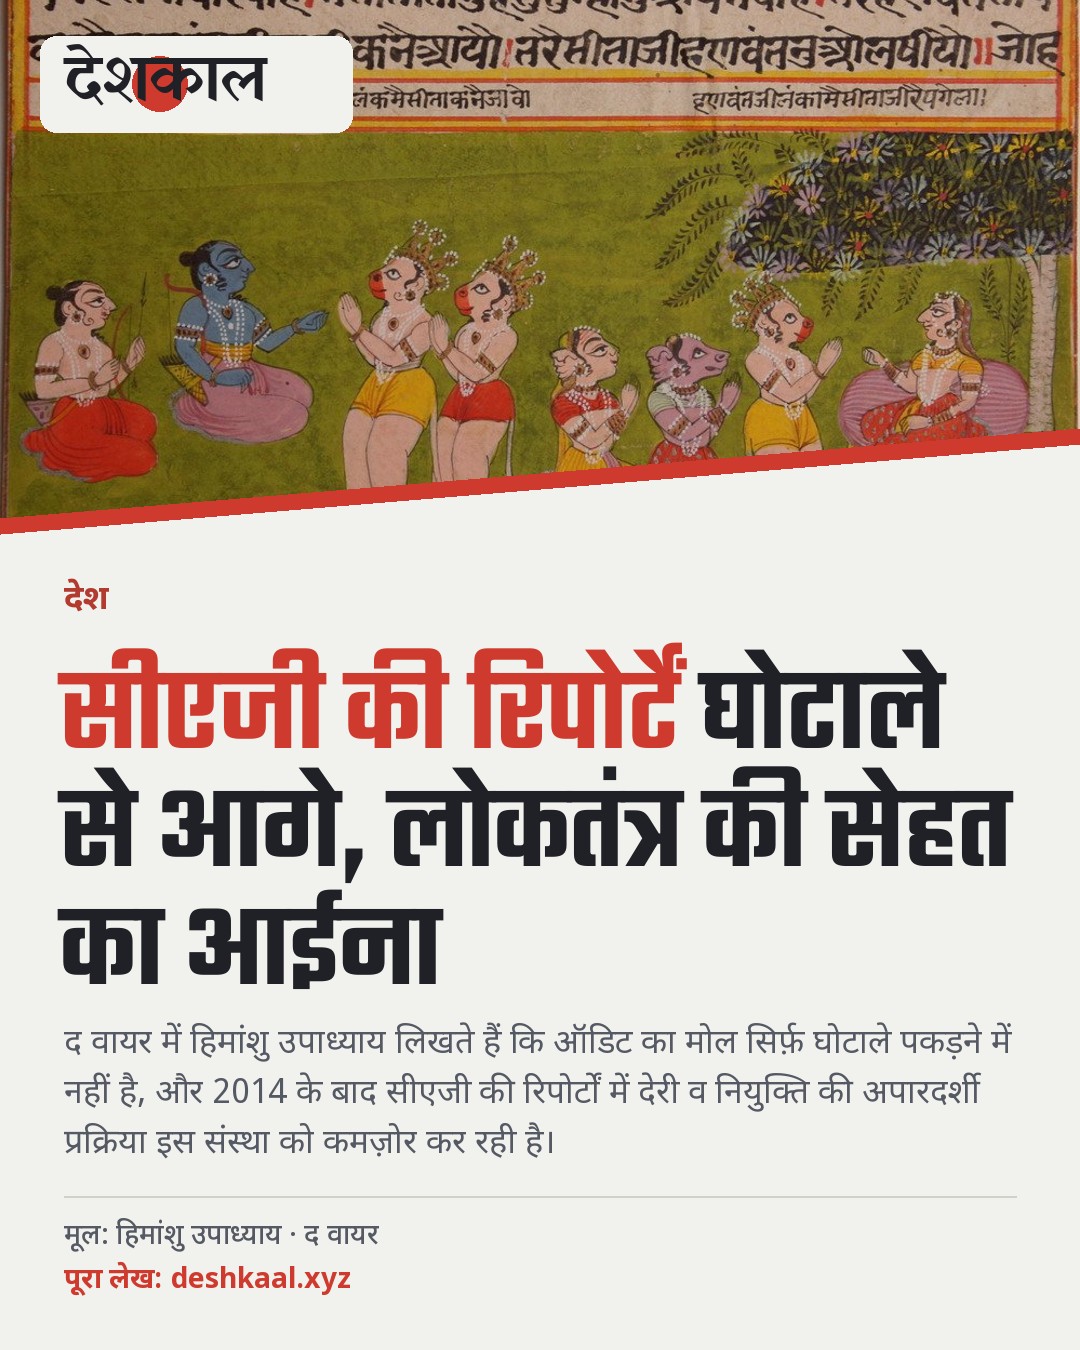 देशकाल
देश
सीएजी की रिपोर्टें घोटाले
से आगे, लोकतंत्र की सेहत
का आईना
द वायर में हिमांशु उपाध्याय लिखते हैं कि ऑडिट का मोल सिर्फ़ घोटाले पकड़ने में
नहीं है, और 2014 के बाद सीएजी की रिपोर्टों में देरी व नियुक्ति की अपारदर्शी
प्रक्रिया इस संस्था को कमज़ोर कर रही है।
मूल: हिमांशु उपाध्याय · द वायर
पूरा लेख: deshkaal.xyz